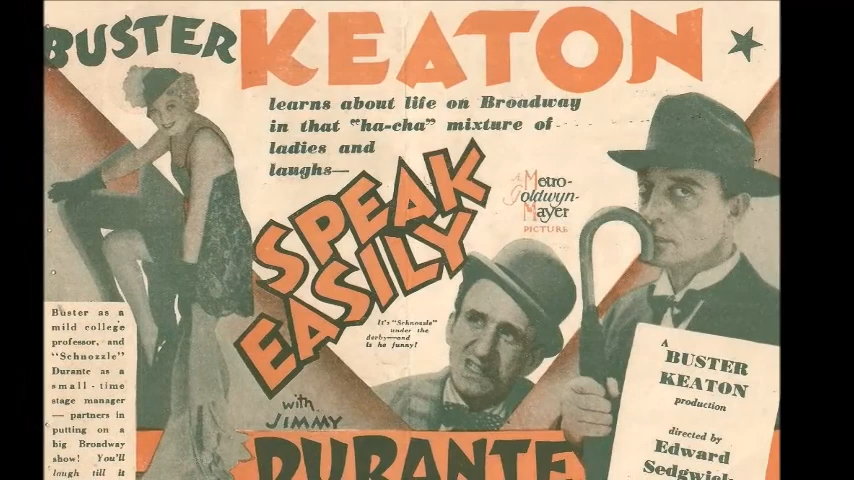 BUSTER KEATON
learns about life on Broadway
in that "ha-cha" mixture of
ladies and
laughs—
SPEAK
EASILY
A Metro-
Goldwyn-
Mayer
PICTURE
It's "Schnozzle"
under the
derby—and
is he funny!
with
JIMMY
DURANTE
Buster as a
mild college
professor, and
"Schnozzle"
Durante as a
small-time
stage manager
— partners in
putting on a
big Broadway
show! You'll
laugh till it
A
BUSTER
KEATON
production
directed by
Edward
Sedgwick